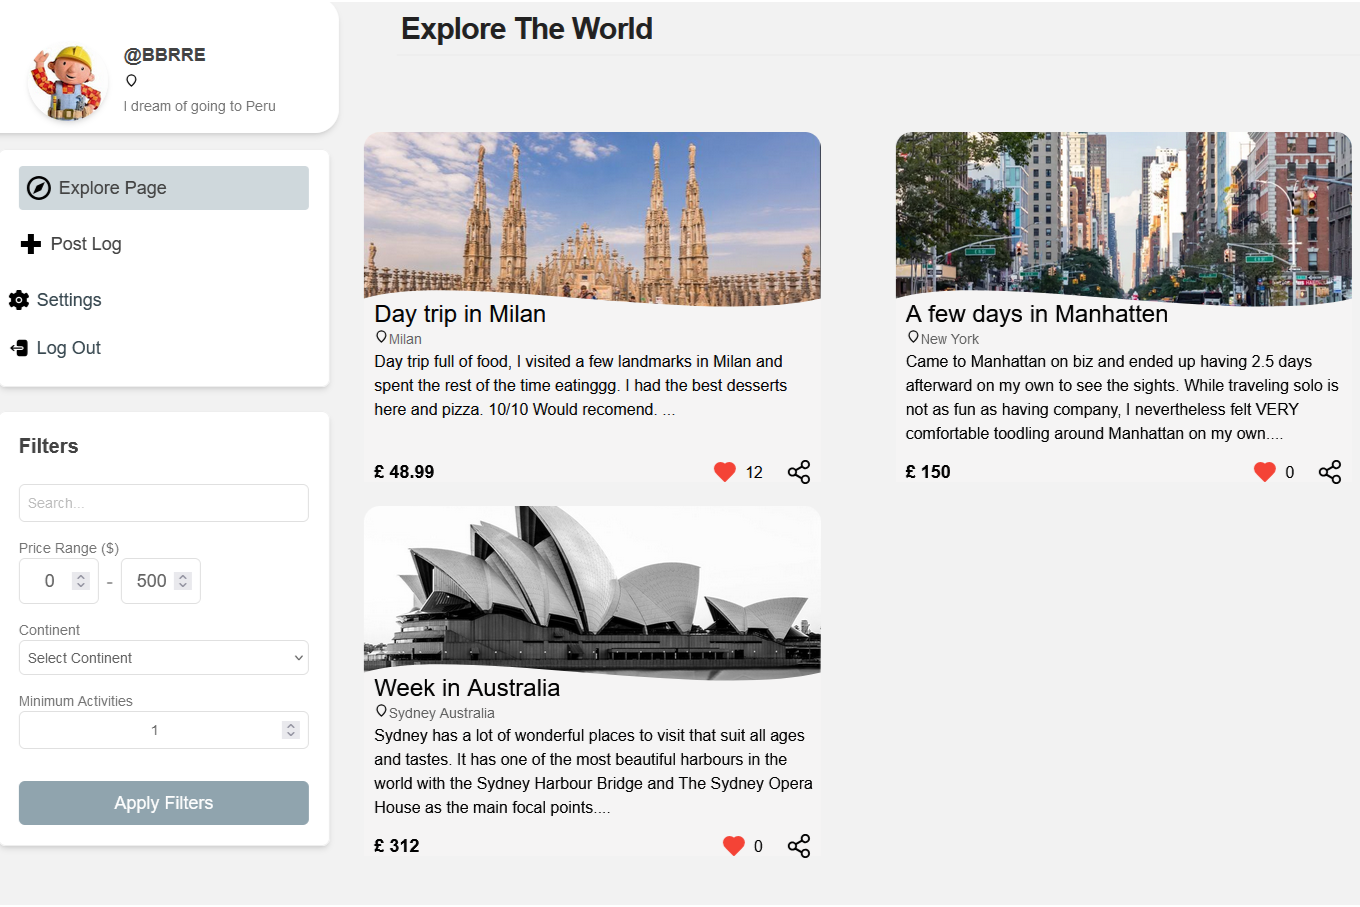 @BBRRE
I dream of going to Peru
Explore Page
Post Log
Settings
Log Out
Filters
Search...
Price Range ($)
0 - 500
Continent
Select Continent
Minimum Activities
1
Apply Filters
Explore The World
Day trip in Milan
Milan
Day trip full of food, I visited a few landmarks in Milan and
spent the rest of the time eatinggg. I had the best desserts
here and pizza. 10/10 Would recomend. ...
£ 48.99
12
A few days in Manhatten
New York
Came to Manhattan on biz and ended up having 2.5 days
afterward on my own to see the sights. While traveling solo is
not as fun as having company, I nevertheless felt VERY
comfortable toodling around Manhattan on my own....
£ 150
0
Week in Australia
Sydney Australia
Sydney has a lot of wonderful places to visit that suit all ages
and tastes. It has one of the most beautiful harbours in the
world with the Sydney Harbour Bridge and The Sydney Opera
House as the main focal points....
£ 312
0